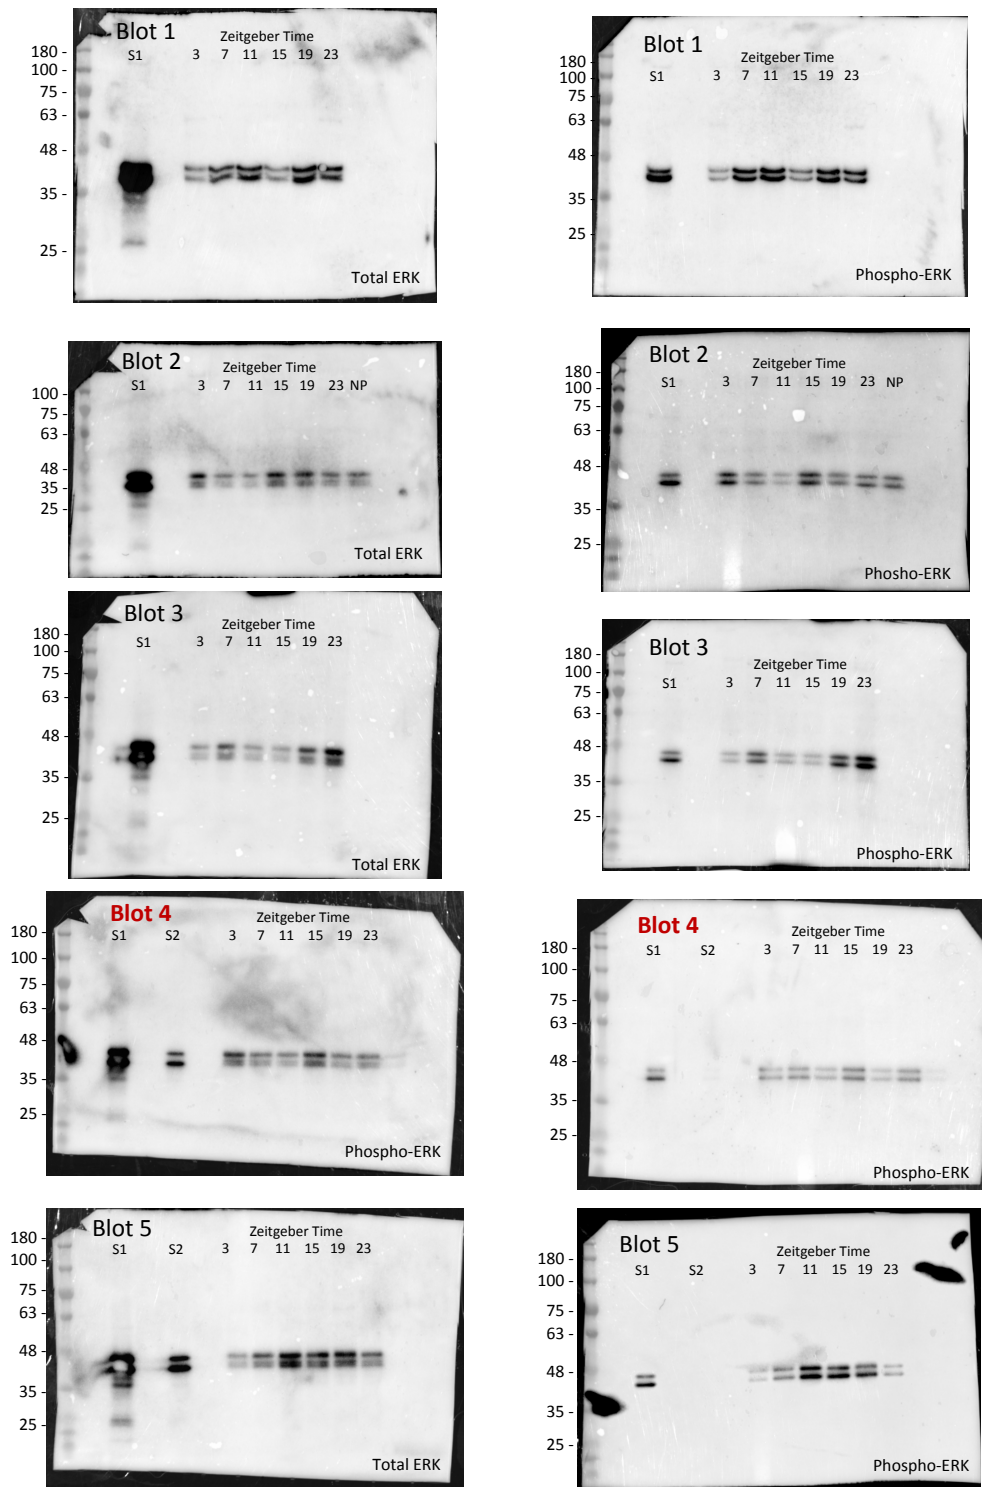 Blot 1
Zeitgeber Time
S1 3 7 11 15 19 23
180 -
100 -
75 -
63 -
48 -
35 -
25 -
Total ERK
Blot 1
Zeitgeber Time
S1 3 7 11 15 19 23
180 -
100 -
75 -
63 -
48 -
35 -
25 -
Phospho-ERK
Blot 2
Zeitgeber Time
S1 3 7 11 15 19 23 NP
100 -
75 -
63 -
48 -
35 -
25 -
Total ERK
Blot 2
Zeitgeber Time
S1 3 7 11 15 19 23 NP
180 -
100 -
75 -
63 -
48 -
35 -
25 -
Phosho-ERK
Blot 3
Zeitgeber Time
S1 3 7 11 15 19 23
180 -
100 -
75 -
63 -
48 -
35 -
25 -
Total ERK
Blot 3
Zeitgeber Time
S1 3 7 11 15 19 23
180 -
100 -
75 -
63 -
48 -
35 -
25 -
Phospho-ERK
Blot 4
Zeitgeber Time
S1 S2 3 7 11 15 19 23
180 -
100 -
75 -
63 -
48 -
35 -
25 -
Phospho-ERK
Blot 4
Zeitgeber Time
S1 S2 3 7 11 15 19 23
180 -
100 -
75 -
63 -
48 -
35 -
25 -
Phospho-ERK
Blot 5
Zeitgeber Time
S1 S2 3 7 11 15 19 23
180 -
100 -
75 -
63 -
48 -
35 -
25 -
Total ERK
Blot 5
Zeitgeber Time
S1 S2 3 7 11 15 19 23
180 -
100 -
75 -
63 -
48 -
35 -
25 -
Phospho-ERK